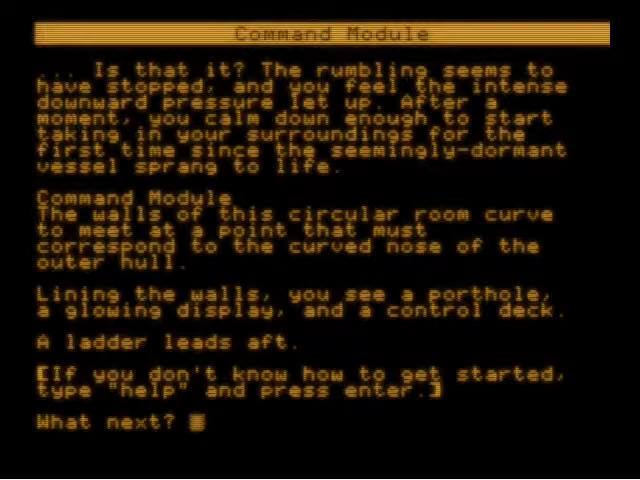 Command Module
... Is that it? The rumbling seems to
have stopped, and you feel the intense
downward pressure let up. After a
moment, you calm down enough to start
taking in your surroundings for the
first time since the seemingly-dormant
vessel sprang to life.
Command Module
The walls of this circular room curve
to meet at a point that must
correspond to the curved nose of the
outer hull.
Lining the walls, you see a porthole,
a glowing display, and a control deck.
A ladder leads aft.
[If you don't know how to get started,
type "help" and press enter.]
What next?